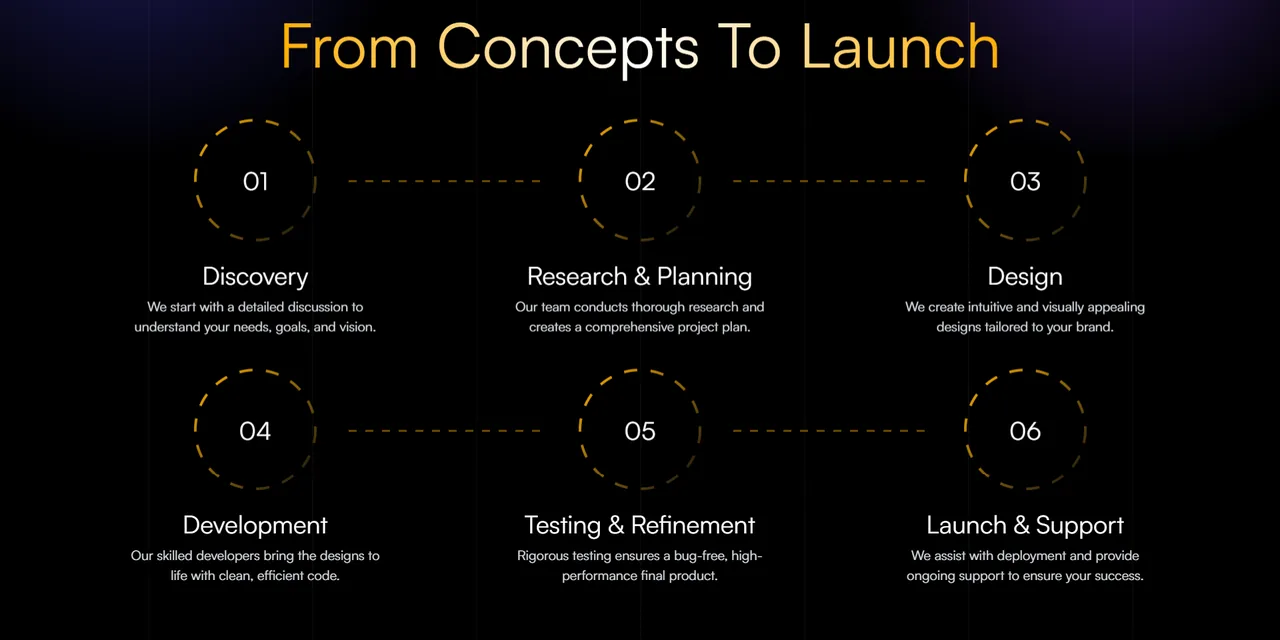 From Concepts To Launch
01
02
03
Discovery
We start with a detailed discussion to
understand your needs, goals, and vision.
Research & Planning
Our team conducts thorough research and
creates a comprehensive project plan.
Design
We create intuitive and visually appealing
designs tailored to your brand.
04
05
06
Development
Our skilled developers bring the designs to
life with clean, efficient code.
Testing & Refinement
Rigorous testing ensures a bug-free, high-
performance final product.
Launch & Support
We assist with deployment and provide
ongoing support to ensure your success.